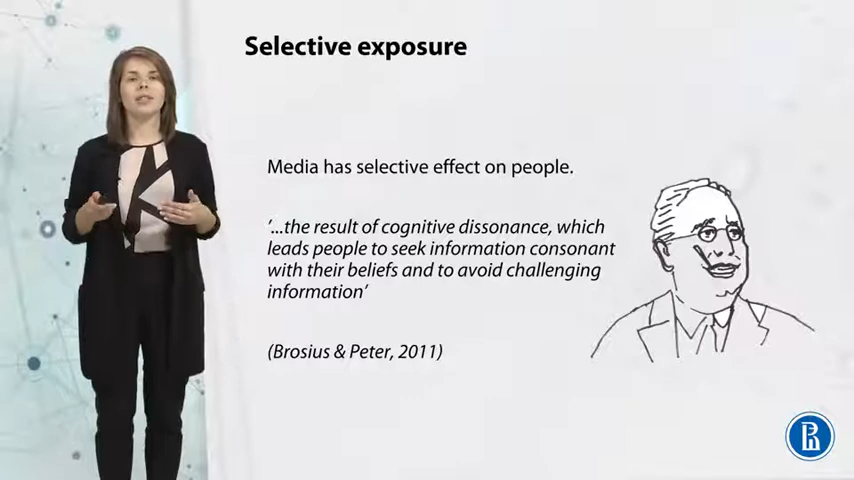 Selective exposure
Media has selective effect on people.
'...the result of cognitive dissonance, which
leads people to seek information consonant
with their beliefs and to avoid challenging
information'
(Brosius & Peter, 2011)